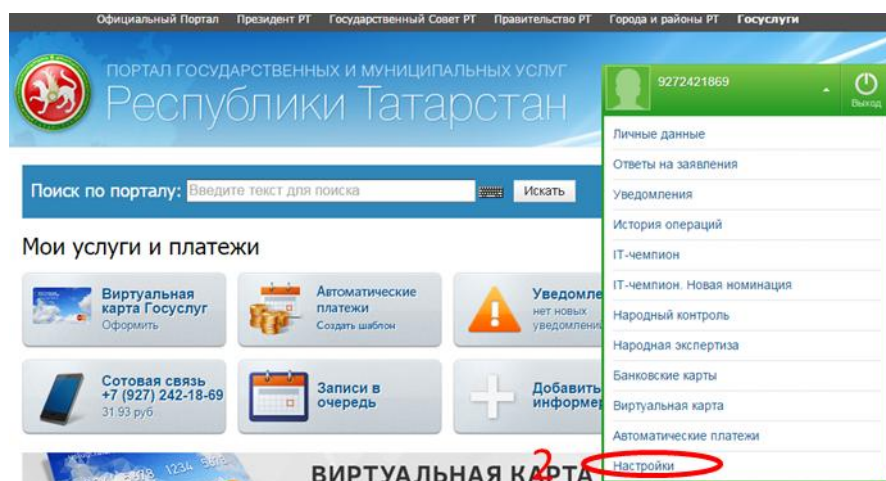 Официальный Портал Президент РТ Государственный Совет РТ Правительство РТ Города и районы РТ Госуслуги
ПОРТАЛ ГОСУДАРСТВЕННЫХ И МУНИЦИПАЛЬНЫХ УСЛУГ
Республики Татарстан
9272421869
Выход
Личные данные
Ответы на заявления
Уведомления
История операций
IT-чемпион
IT-чемпион. Новая номинация
Народный контроль
Народная экспертиза
Банковские карты
Виртуальная карта
Автоматические платежи
Настройки
Поиск по порталу: Введите текст для поиска Искать
Мои услуги и платежи
Виртуальная
карта Госуслуг
Оформить
Автоматические
платежи
Создать шаблон
Уведомле
нет новых
уведомлени
Сотовая связь
+7 (927) 242-18-69
31.93 руб.
Записи в
очередь
Добавить
информер
1234
ВИРТУАЛЬНАЯ КАРТА
2